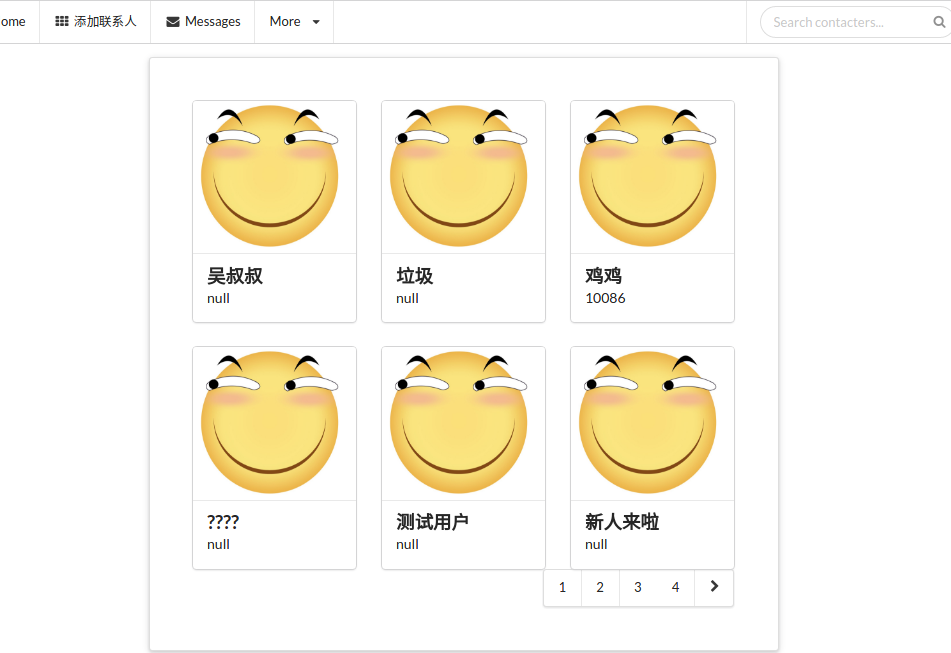 ome 添加联系人 Messages More Search contacters...
吴叔叔 垃圾 鸡鸡
null null 10086
???? 测试用户 新人来啦
null null null
1 2 3 4